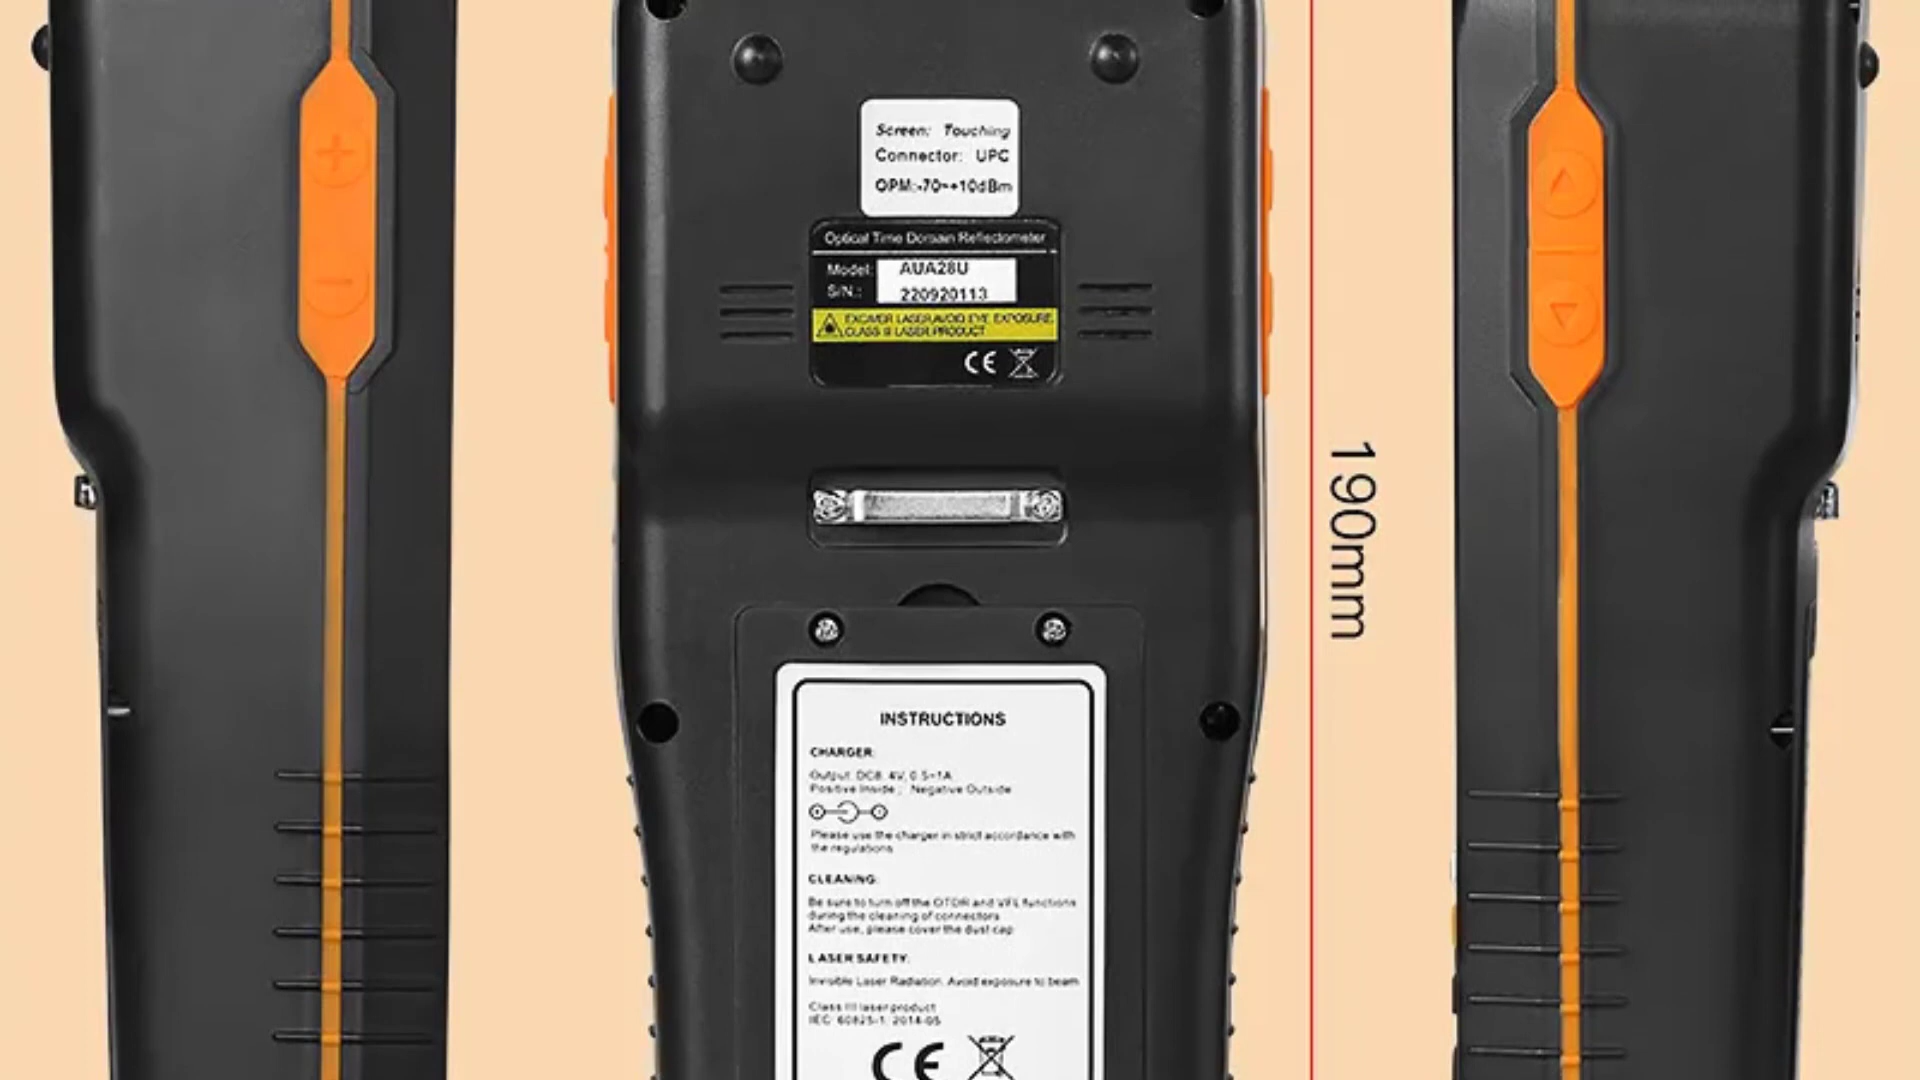 Screen: Touching
Connector: UPC
OPM:-70~+10dBm
Optical Time Domain Reflectometer
Model: AUA28U
S/N.: 220920113
LASER AVOID EYE EXPOSURE
CLASS III LASER PRODUCT
CE
190mm
INSTRUCTIONS
CHARGER:
Output: DC8.4V, 0.5~1A
Positive Inside; Negative Outside
Please use the charger in strict accordance with
the regulations
CLEANING:
Be sure to turn off the OTDR and VFL functions
during the cleaning of connectors
After use, please cover the dust cap
LASER SAFETY:
Invisible Laser Radiation. Avoid exposure to beam
Class III laser product
IEC 60825-1: 2014-05
CE